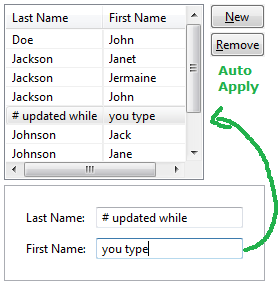 Last Name First Name New
Doe John Remove
Jackson Janet
Jackson Jermaine Auto
Jackson John Apply
# updated while you type
Johnson Jack
Johnson Jane
Last Name: # updated while
First Name: you type